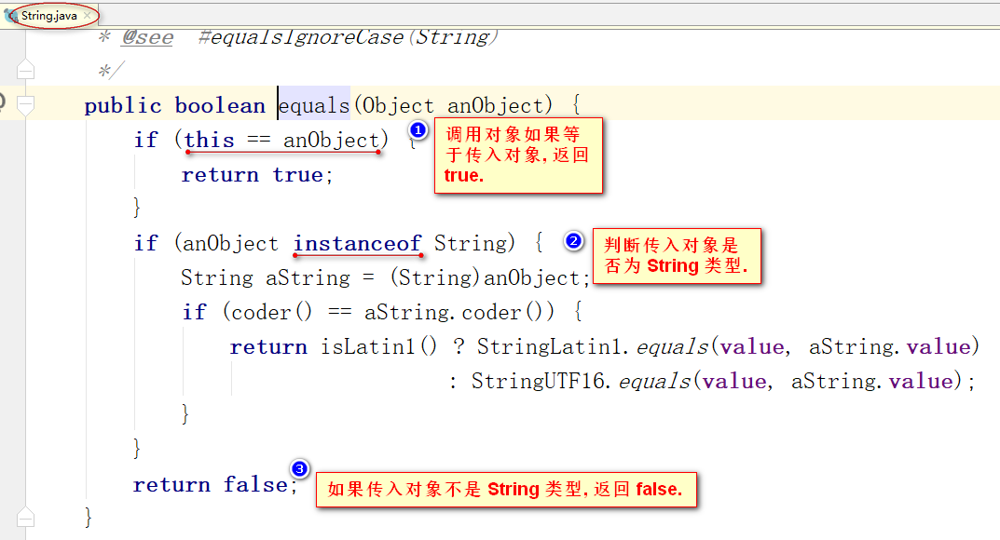 String.java
* @see #equalsIgnoreCase(String)
*/
public boolean equals(Object anObject) {
if (this == anObject) {
1
调用对象如果等
于传入对象, 返回
true.
return true;
}
if (anObject instanceof String) {
2
判断传入对象是
否为 String 类型.
String aString = (String)anObject;
if (coder() == aString.coder()) {
return isLatin1() ? StringLatin1.equals(value, aString.value)
: StringUTF16.equals(value, aString.value);
}
}
return false;
3
如果传入对象不是 String 类型, 返回 false.
}